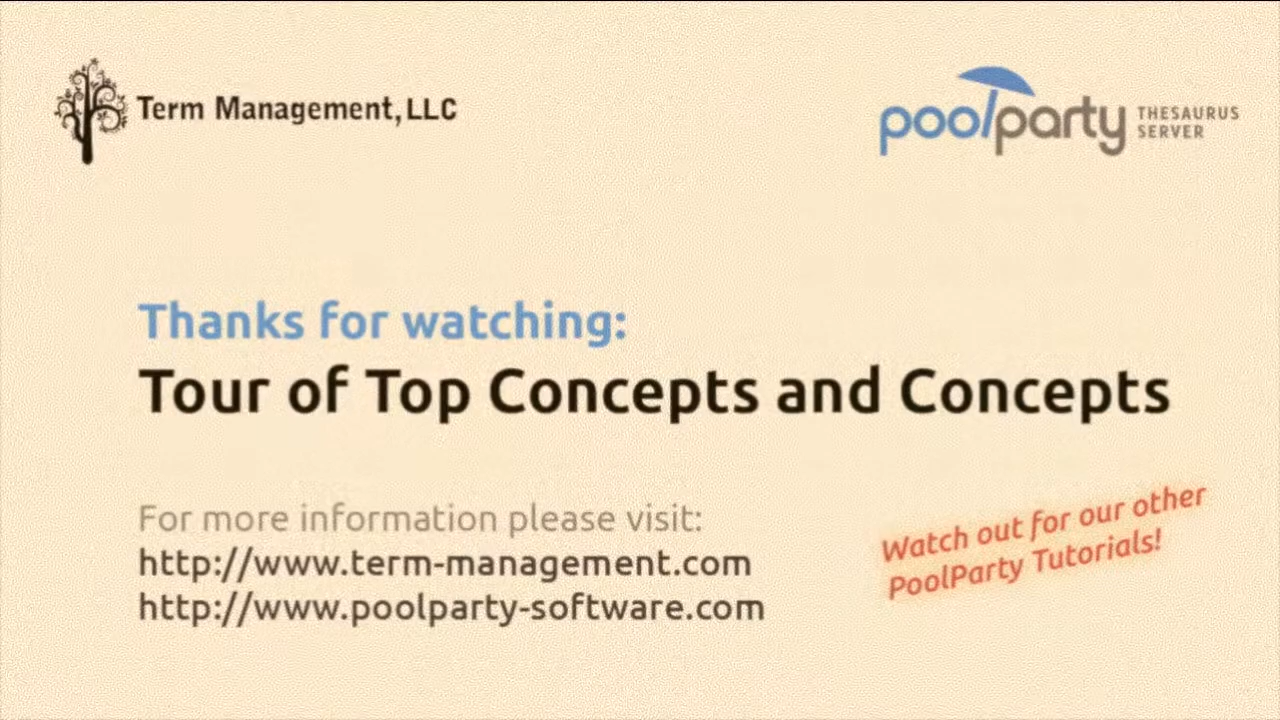 Term Management, LLC
poolparty THESAURUS SERVER
Thanks for watching:
Tour of Top Concepts and Concepts
For more information please visit:
http://www.term-management.com
http://www.poolparty-software.com
Watch out for our other
PoolParty Tutorials!